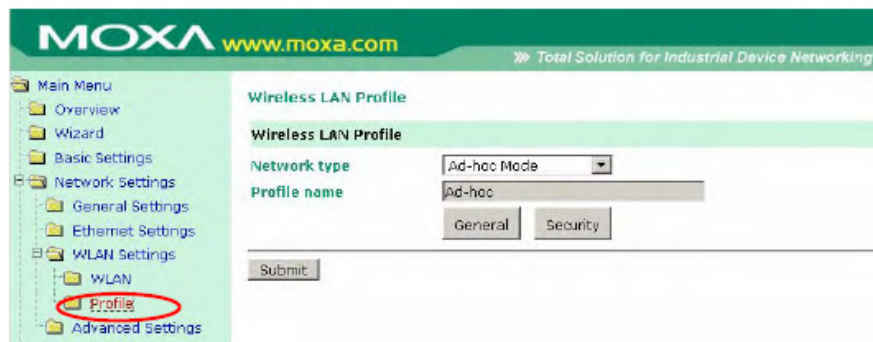 MOXA www.moxa.com
Total Solution for Industrial Device Networking
Main Menu
Overview
Wizard
Basic Settings
Network Settings
General Settings
Ethernet Settings
WLAN Settings
WLAN
Profile
Advanced Settings
Wireless LAN Profile
Wireless LAN Profile
Network type Ad-hoc Mode
Profile name Ad-hoc
General Security
Submit